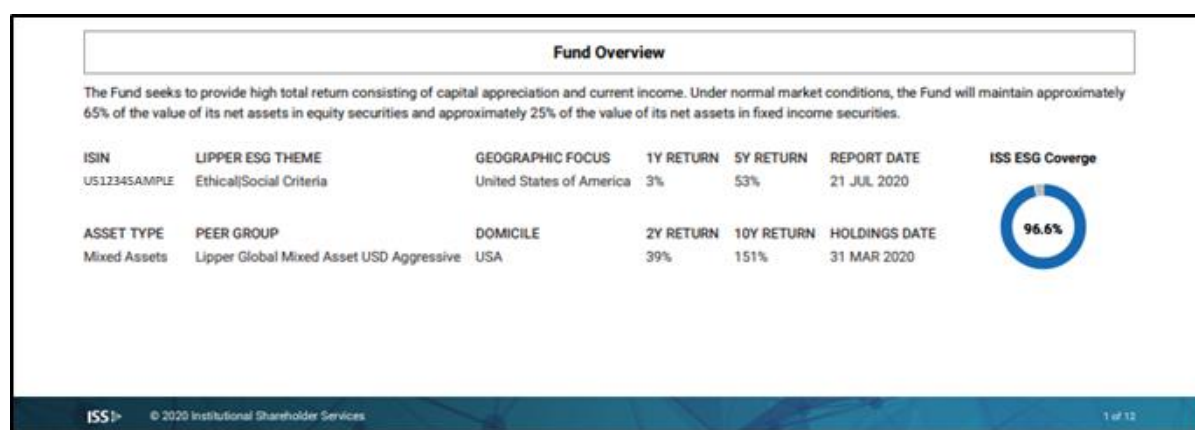 Fund Overview
The Fund seeks to provide high total return consisting of capital appreciation and current income. Under normal market conditions, the Fund will maintain approximately
65% of the value of its net assets in equity securities and approximately 25% of the value of its net assets in fixed income securities.
ISIN LIPPER ESG THEME GEOGRAPHIC FOCUS 1Y RETURN 5Y RETURN REPORT DATE ISS ESG Coverge
US12345AMPLE Ethical|Social Criteria United States of America 3% 53% 21 JUL 2020
96.6%
ASSET TYPE PEER GROUP DOMICILE 2Y RETURN 10Y RETURN HOLDINGS DATE
Mixed Assets Lipper Global Mixed Asset USD Aggressive USA 39% 151% 31 MAR 2020
ISS © 2020 Institutional Shareholder Services 1 of 12